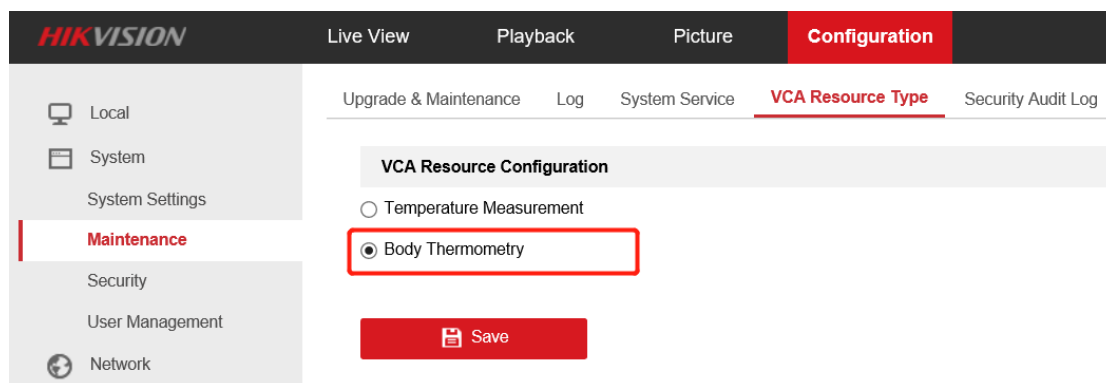 HIKVISION Live View Playback Picture Configuration
Upgrade & Maintenance Log System Service VCA Resource Type Security Audit Log
Local
System
System Settings
Maintenance
Security
User Management
Network
VCA Resource Configuration
Temperature Measurement
Body Thermometry
Save